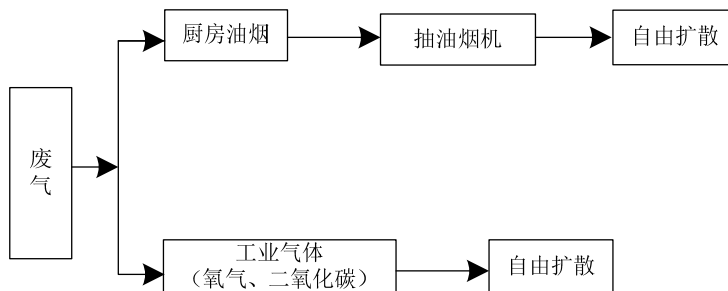 厨房油烟
抽油烟机
自由扩散
废
气
工业气体
（氧气、二氧化碳）
自由扩散